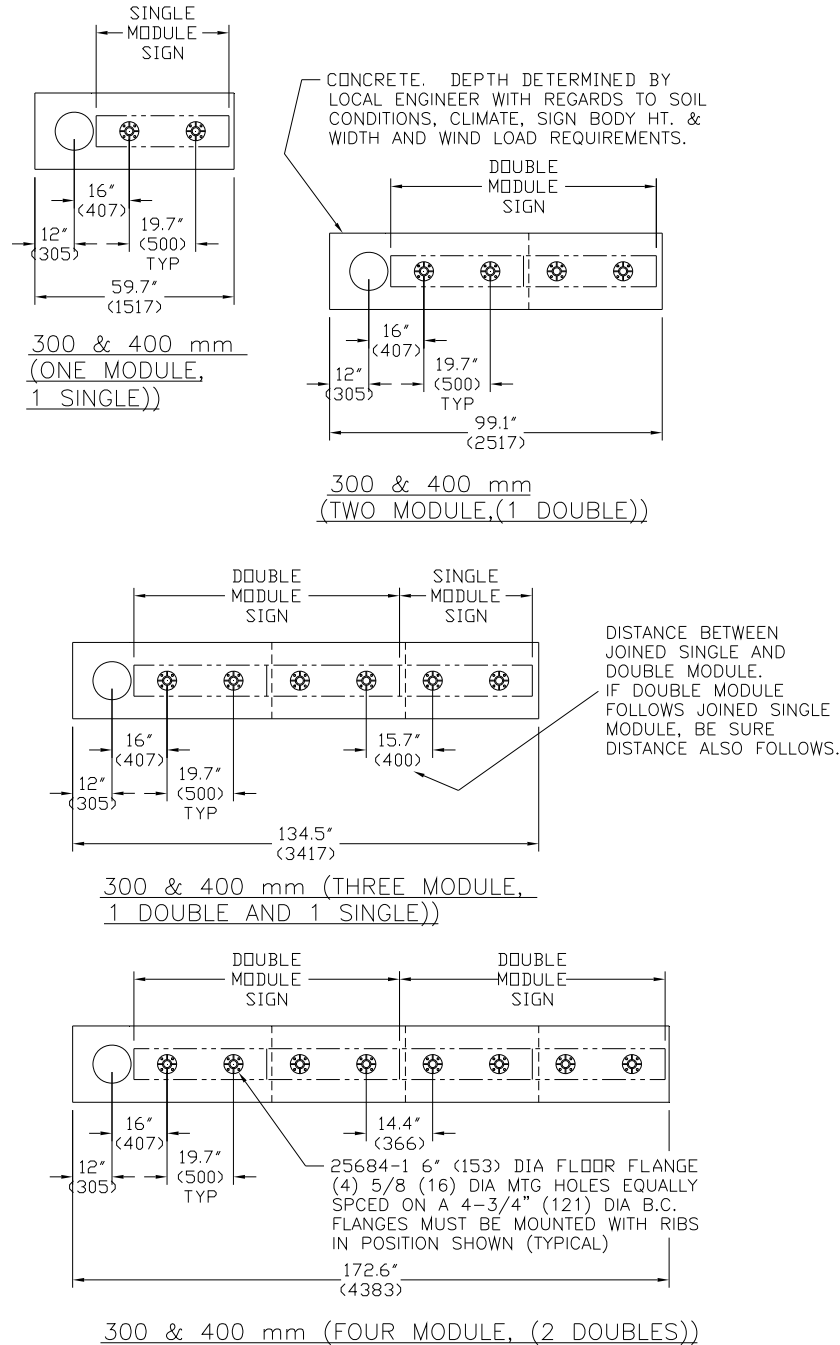 SINGLE
MODULE
SIGN
16"
(407)
19.7"
(500)
TYP
12"
(305)
59.7"
(1517)
300 & 400 mm
(ONE MODULE,
1 SINGLE))
CONCRETE. DEPTH DETERMINED BY
LOCAL ENGINEER WITH REGARDS TO SOIL
CONDITIONS, CLIMATE, SIGN BODY HT. &
WIDTH AND WIND LOAD REQUIREMENTS.
DOUBLE
MODULE
SIGN
16"
(407)
19.7"
(500)
TYP
12"
(305)
99.1"
(2517)
300 & 400 mm
(TWO MODULE,(1 DOUBLE))
DOUBLE
MODULE
SIGN
SINGLE
MODULE
SIGN
DISTANCE BETWEEN
JOINED SINGLE AND
DOUBLE MODULE.
IF DOUBLE MODULE
FOLLOWS JOINED SINGLE
MODULE, BE SURE
DISTANCE ALSO FOLLOWS.
16"
(407)
15.7"
(400)
12"
(305)
19.7"
(500)
TYP
134.5"
(3417)
300 & 400 mm (THREE MODULE,
1 DOUBLE AND 1 SINGLE))
DOUBLE
MODULE
SIGN
DOUBLE
MODULE
SIGN
16"
(407)
14.4"
(366)
12"
(305)
19.7"
(500)
TYP
25684-1 6" (153) DIA FLOOR FLANGE
(4) 5/8 (16) DIA MTG HOLES EQUALLY
SPCED ON A 4-3/4" (121) DIA B.C.
FLANGES MUST BE MOUNTED WITH RIBS
IN POSITION SHOWN (TYPICAL)
172.6"
(4383)
300 & 400 mm (FOUR MODULE, (2 DOUBLES))